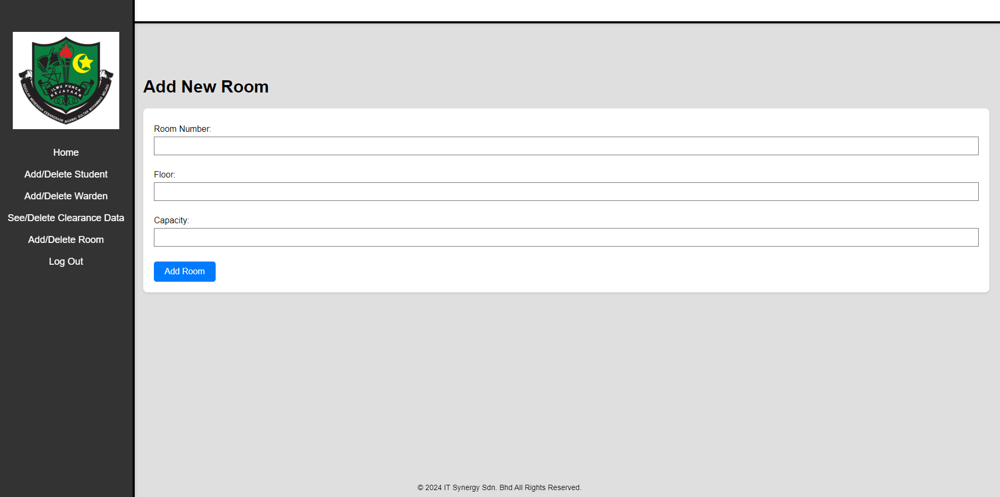 ILMU PUNCA
KEJAYAAN
SEKOLAH MENENGAH KEBANGSAAN (AGAMA) SULTAN MUHAMMAD MELAKA
Home
Add/Delete Student
Add/Delete Warden
See/Delete Clearance Data
Add/Delete Room
Log Out
Add New Room
Room Number:
Floor:
Capacity:
Add Room
© 2024 IT Synergy Sdn. Bhd All Rights Reserved.